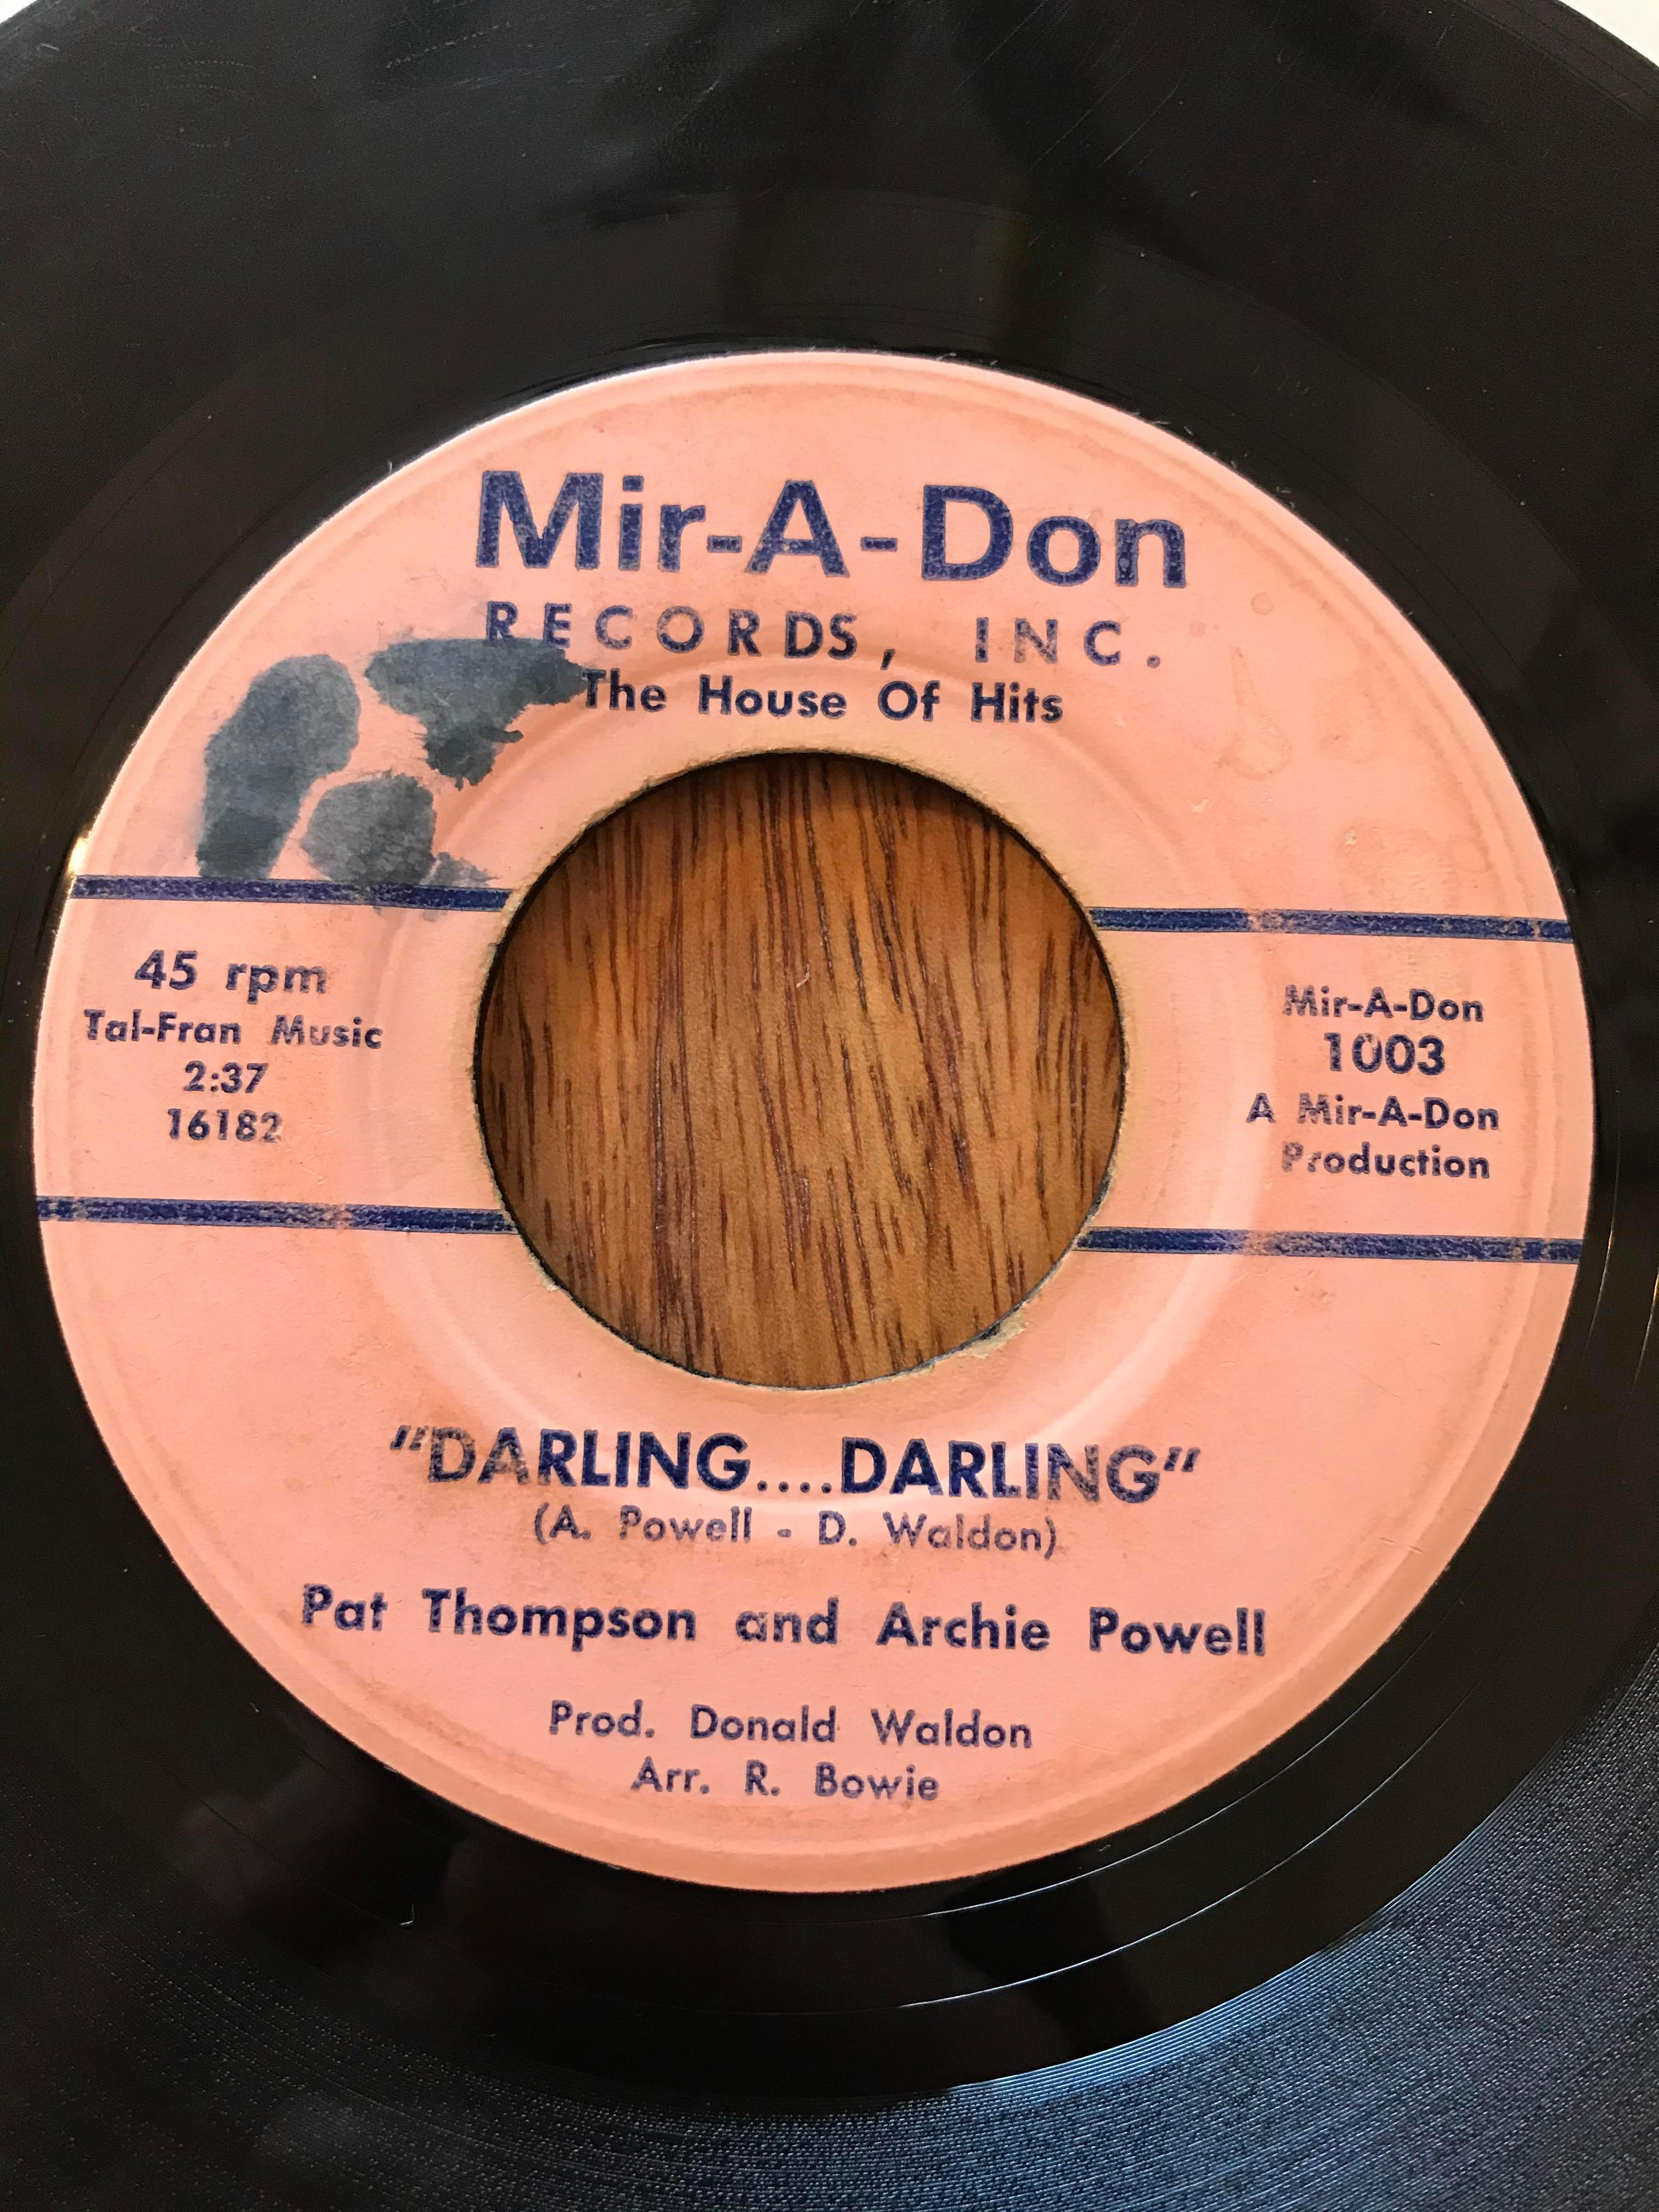 Mir-A-Don
RECORDS, INC.
The House Of Hits
45 rpm
Tal-Fran Music
2:37
16182
Mir-A-Don
1003
A Mir-A-Don
Production
"DARLING....DARLING"
(A. Powell - D. Waldon)
Pat Thompson and Archie Powell
Prod. Donald Waldon
Arr. R. Bowie